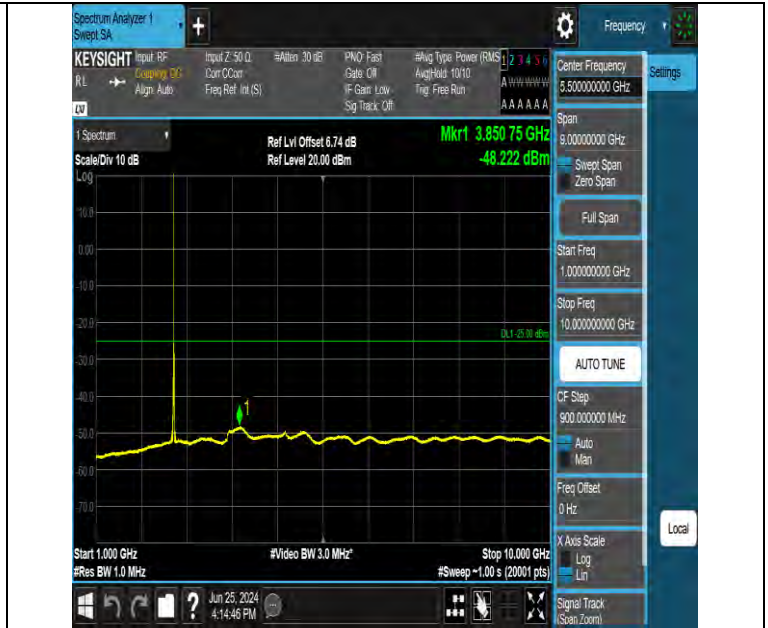 Spectrum Analyzer 1
Swept SA
+
Frequency
KEYSIGHT
RL
Input: RF
Coupling: DC
Align: Auto
Input Z: 50 Ω
Corr CCorr
Freq Ref: Int (S)
#Atten: 30 dB
PNO: Fast
Gate: Off
IF Gain: Low
Sig Track: Off
#Avg Type: Power (RMS
Avg|Hold: 10/10
Trig: Free Run
1 2 3 4 5 6
A W W W W W
A A A A A A
1 Spectrum
Scale/Div 10 dB
Ref Lvl Offset 6.74 dB
Ref Level 20.00 dBm
Mkr1 3.850 75 GHz
-48.222 dBm
Log
10.0
0.00
-10.0
-20.0
-30.0
-40.0
-50.0
-60.0
-70.0
DL1 -25.00 dBm
1
Start 1.000 GHz
#Res BW 1.0 MHz
#Video BW 3.0 MHz*
Stop 10.000 GHz
#Sweep ~1.00 s (20001 pts)
?
Jun 25, 2024
4:14:46 PM
Center Frequency
5.500000000 GHz
Settings
Span
9.00000000 GHz
Swept Span
Zero Span
Full Span
Start Freq
1.000000000 GHz
Stop Freq
10.000000000 GHz
AUTO TUNE
CF Step
900.000000 MHz
Auto
Man
Freq Offset
0 Hz
X Axis Scale
Log
Lin
Local
Signal Track
(Span Zoom)